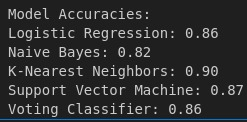 Model Accuracies:
Logistic Regression: 0.86
Naive Bayes: 0.82
K-Nearest Neighbors: 0.90
Support Vector Machine: 0.87
Voting Classifier: 0.86